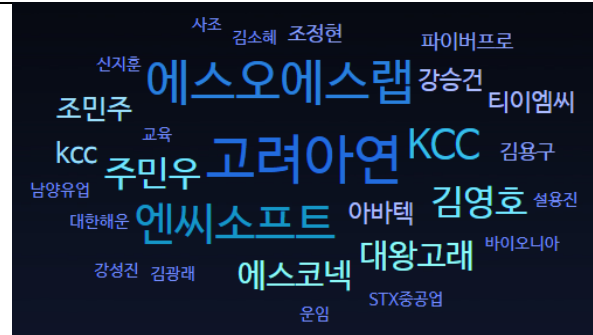 사조 김소혜 조정현 파이버프로
신지훈 에스오에스랩 강승건 티이엠씨
조민주
교육 고려아연 KCC 김용구
kcc 주민우
남양유업 엔씨소프트 아바텍 김영호 설용진
대한해운 대왕고래 바이오니아
강성진 김광래 에스코넥
STX중공업
운임